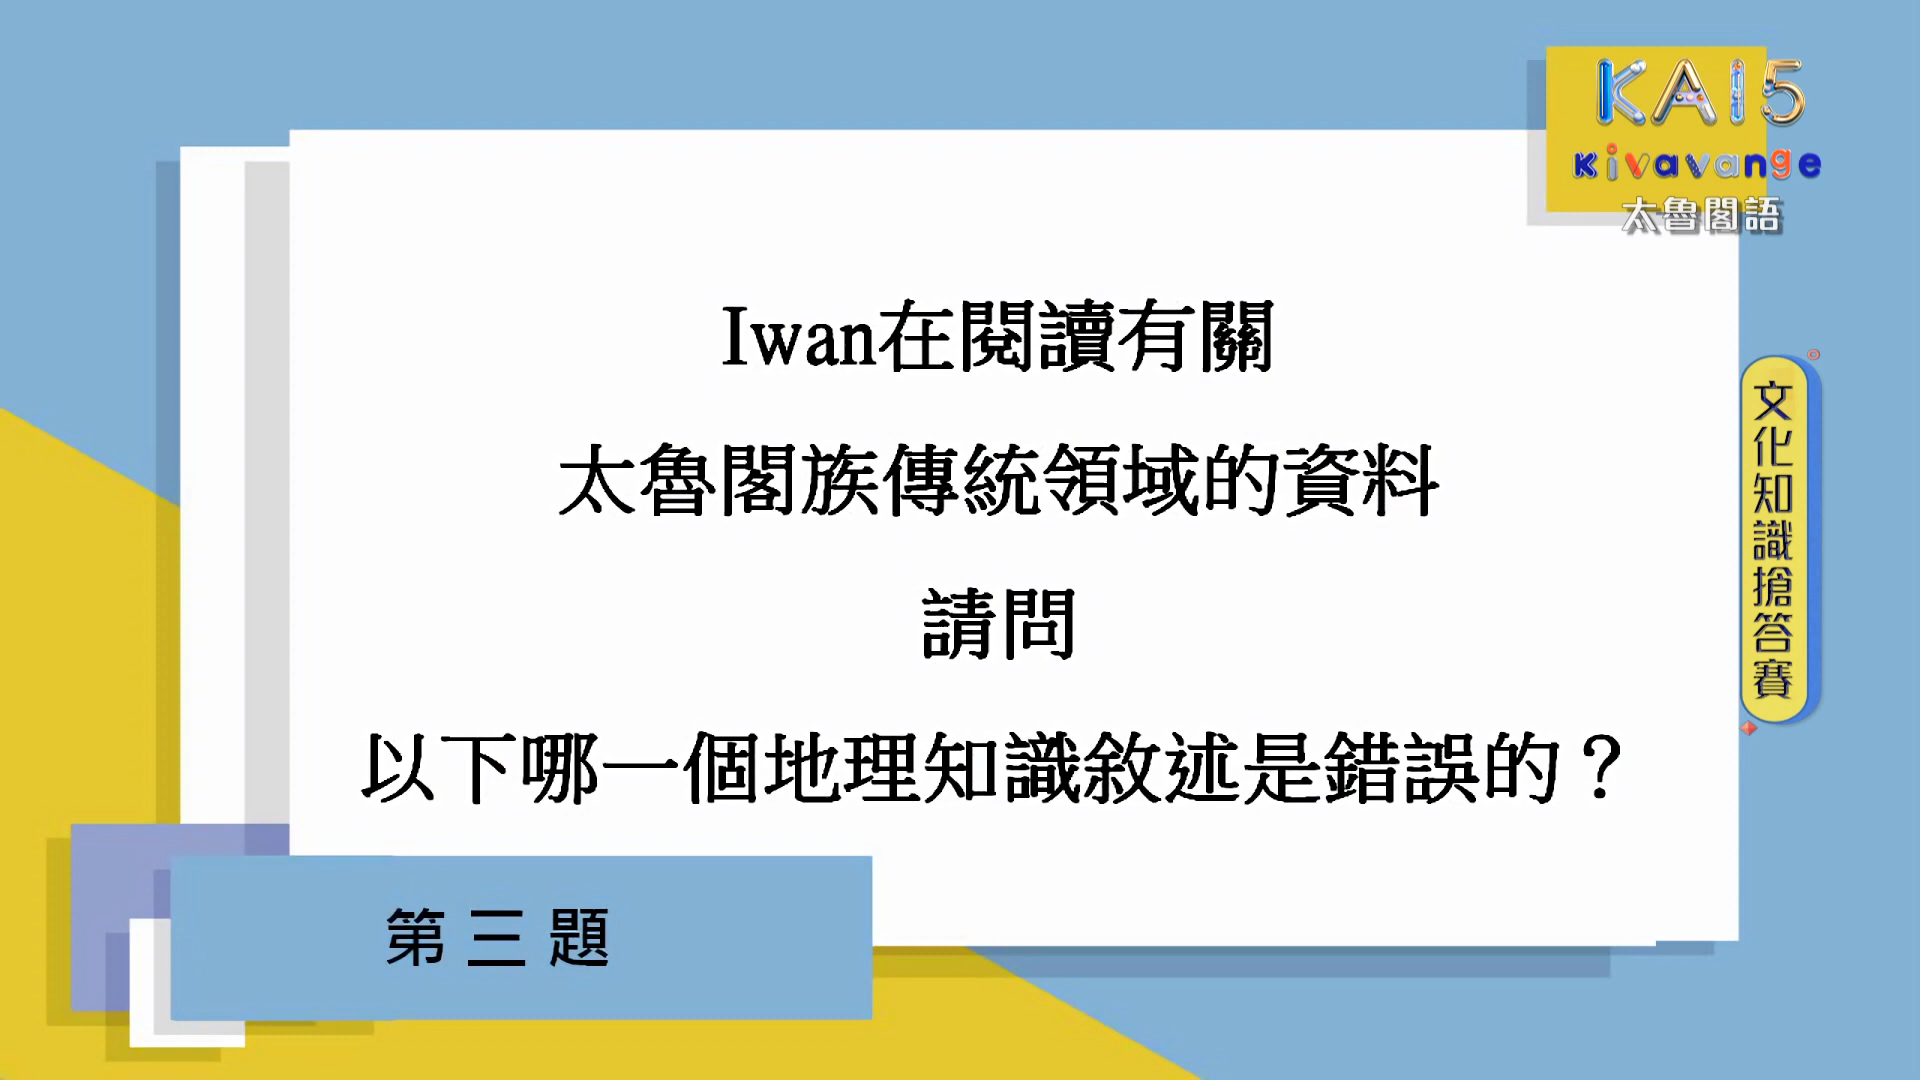 KAI5
Kivavange
太魯閣語
Iwan在閱讀有關
太魯閣族傳統領域的資料
請問
以下哪一個地理知識敘述是錯誤的？
文化知識搶答賽
第三題